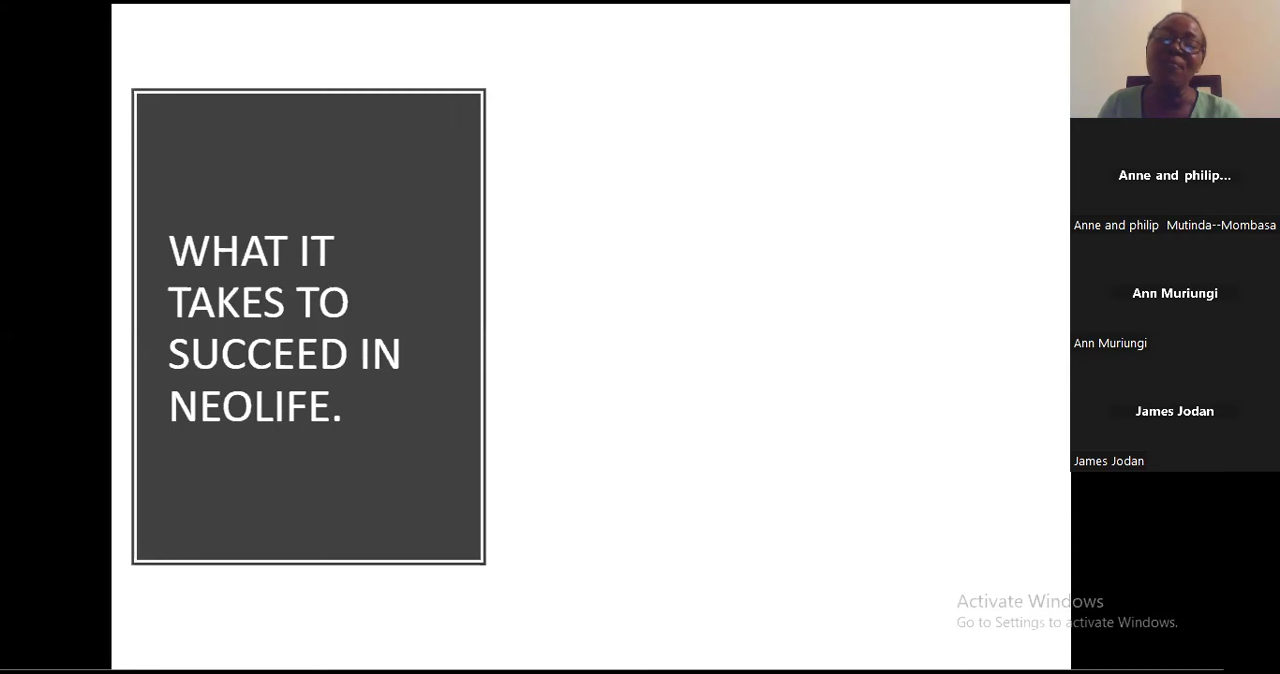 WHAT IT
TAKES TO
SUCCEED IN
NEOLIFE.
Anne and philip...
Anne and philip Mutinda--Mombasa
Ann Muriungi
Ann Muriungi
James Jodan
James Jodan
Activate Windows
Go to Settings to activate Windows.